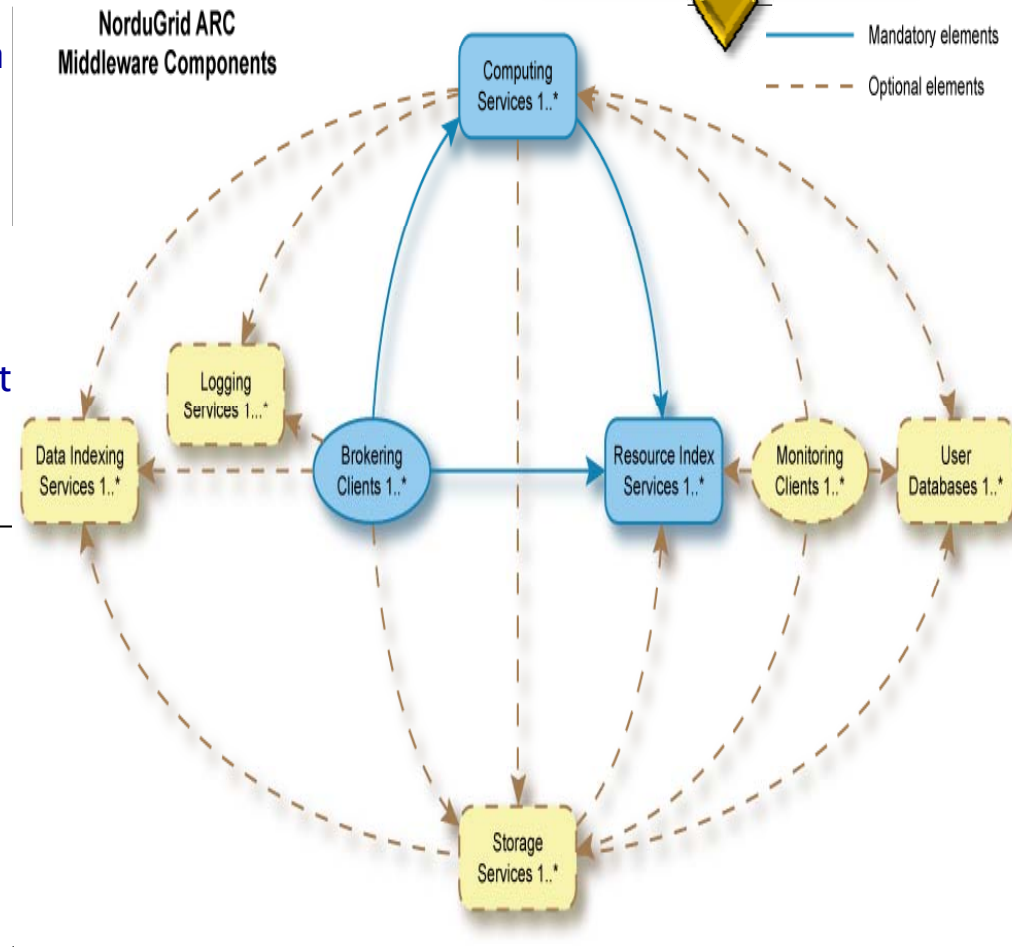 NorduGrid ARC
Middleware Components
Mandatory elements
Optional elements
Computing
Services 1..*
Logging
Services 1...*
Data Indexing
Services 1..*
Brokering
Clients 1..*
Resource Index
Services 1..*
Monitoring
Clients 1..*
User
Databases 1..*
Storage
Services 1..*
t